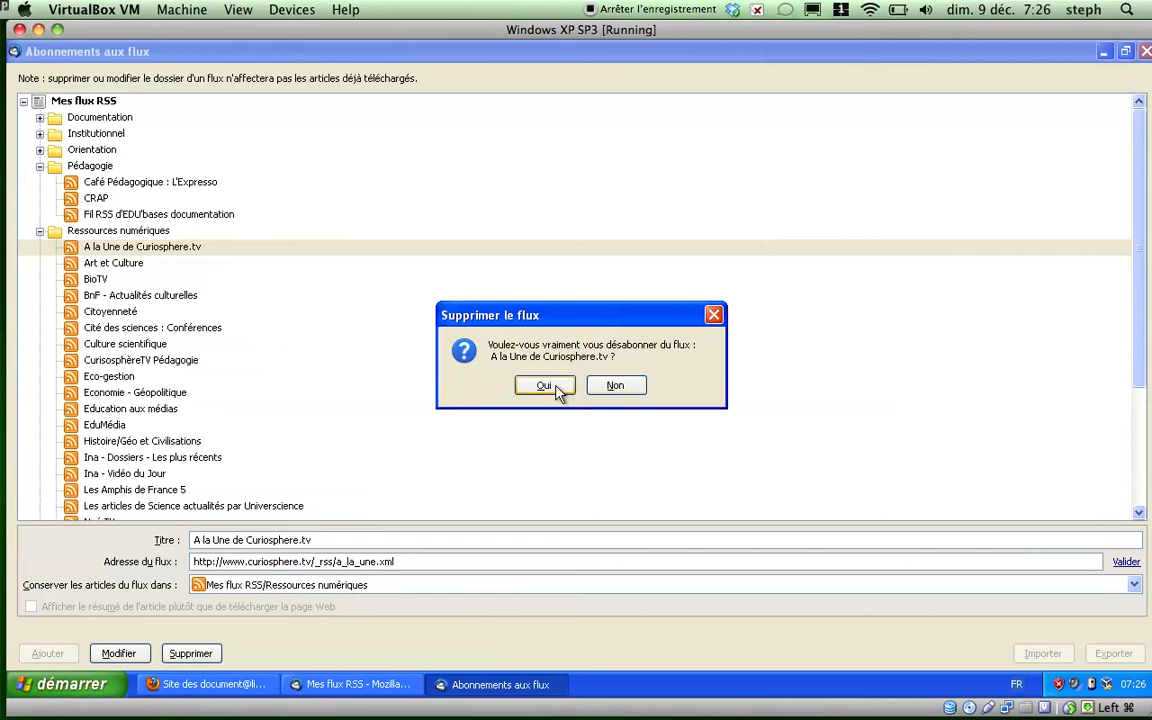 VirtualBox VM Machine View Devices Help Arrêter l'enregistrement 1 dim. 9 déc. 7:26 steph
Windows XP SP3 [Running]
Abonnements aux flux
Note : supprimer ou modifier le dossier d'un flux n'affectera pas les articles déjà téléchargés.
Mes flux RSS
Documentation
Institutionnel
Orientation
Pédagogie
Café Pédagogique : L'Expresso
CRAP
Fil RSS d'EDU'bases documentation
Ressources numériques
A la Une de Curiosphere.tv
Art et Culture
BioTV
BnF - Actualités culturelles
Citoyenneté
Cité des sciences : Conférences
Culture scientifique
CurisosphèreTV Pédagogie
Eco-gestion
Economie - Géopolitique
Education aux médias
EduMédia
Histoire/Géo et Civilisations
Ina - Dossiers - Les plus récents
Ina - Vidéo du Jour
Les Amphis de France 5
Les articles de Science actualités par Universcience
Supprimer le flux
Voulez-vous vraiment vous désabonner du flux :
A la Une de Curiosphere.tv ?
Oui Non
Titre : A la Une de Curiosphere.tv
Adresse du flux : http://www.curiosphere.tv/_rss/a_la_une.xml Valider
Conserver les articles du flux dans : Mes flux RSS/Ressources numériques
Afficher le résumé de l'article plutôt que de télécharger la page Web
Ajouter Modifier Supprimer Importer Exporter
démarrer Site des document@li... Mes flux RSS - Mozilla... Abonnements aux flux FR 07:26
Left ⌘